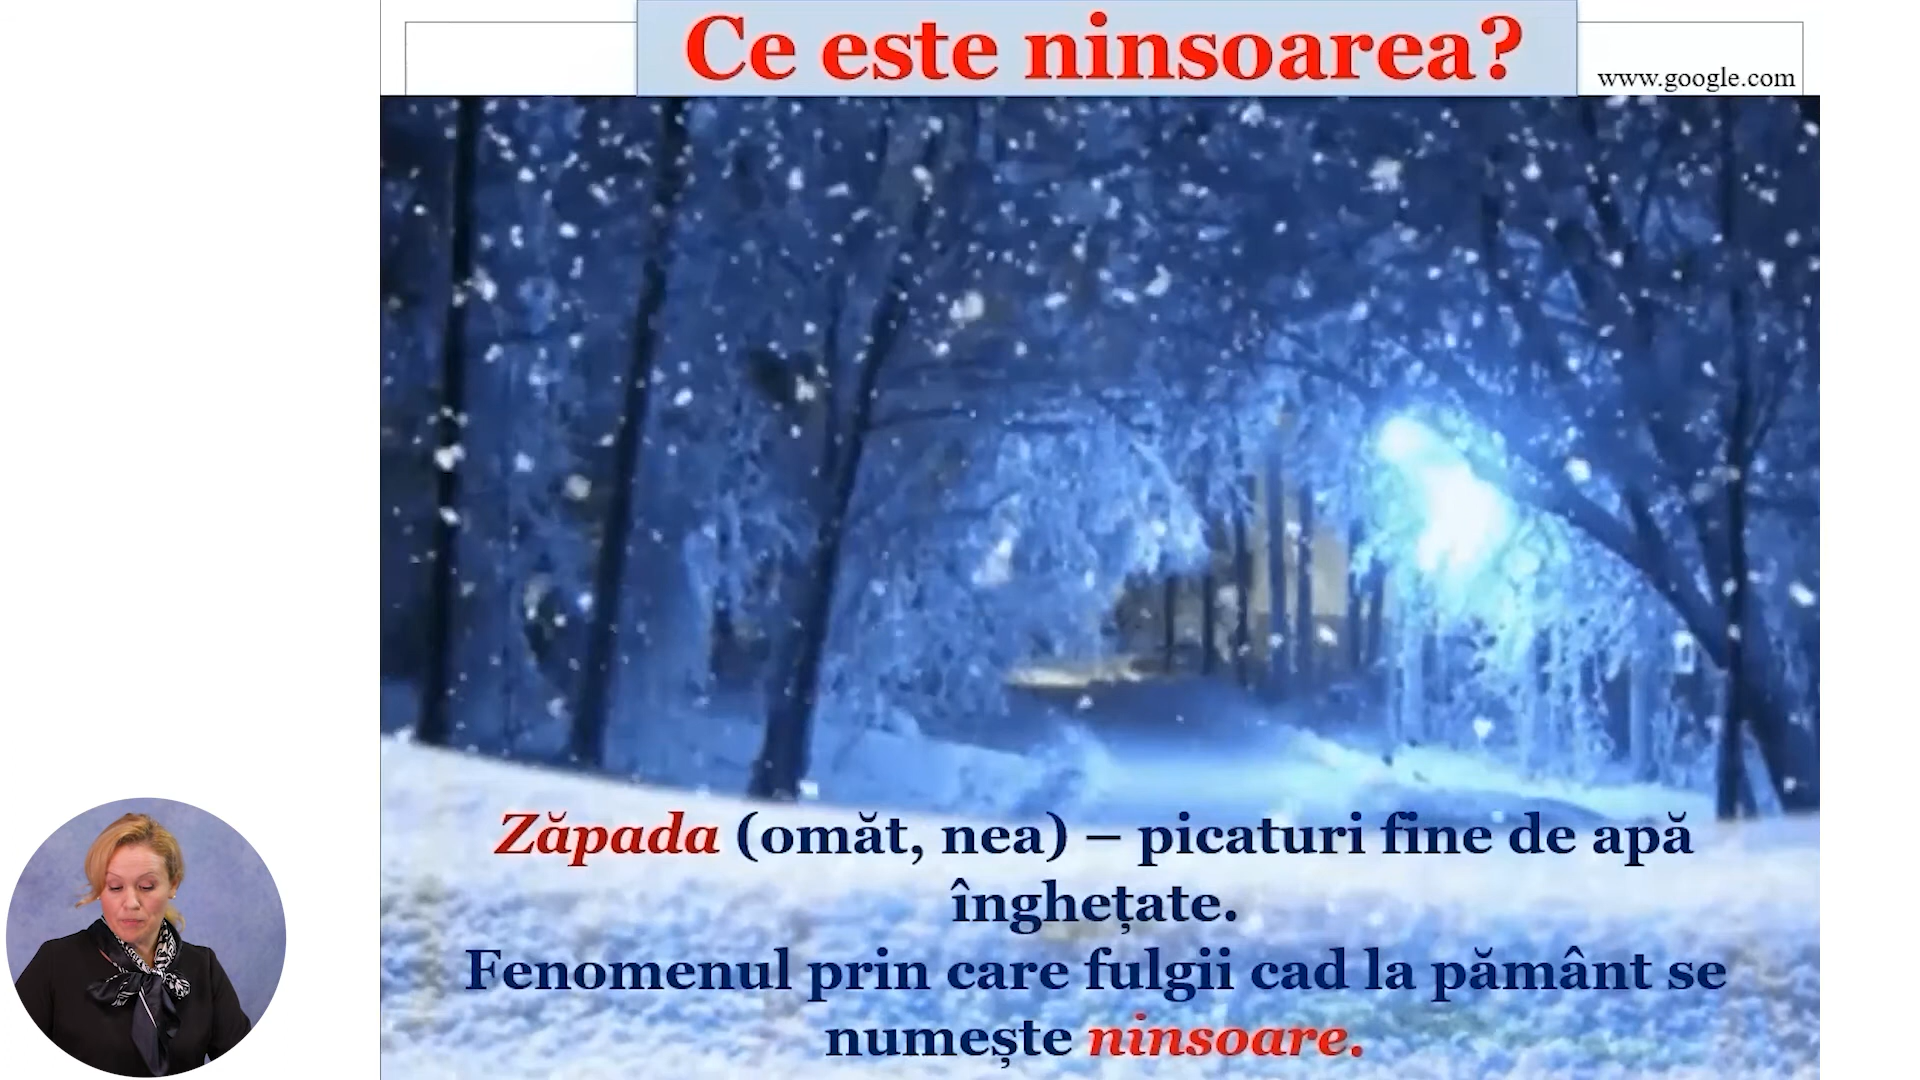 Ce este ninsoarea?
www.google.com
Zăpada (omăt, nea) – picaturi fine de apă
înghețate.
Fenomenul prin care fulgii cad la pământ se
numește ninsoare.